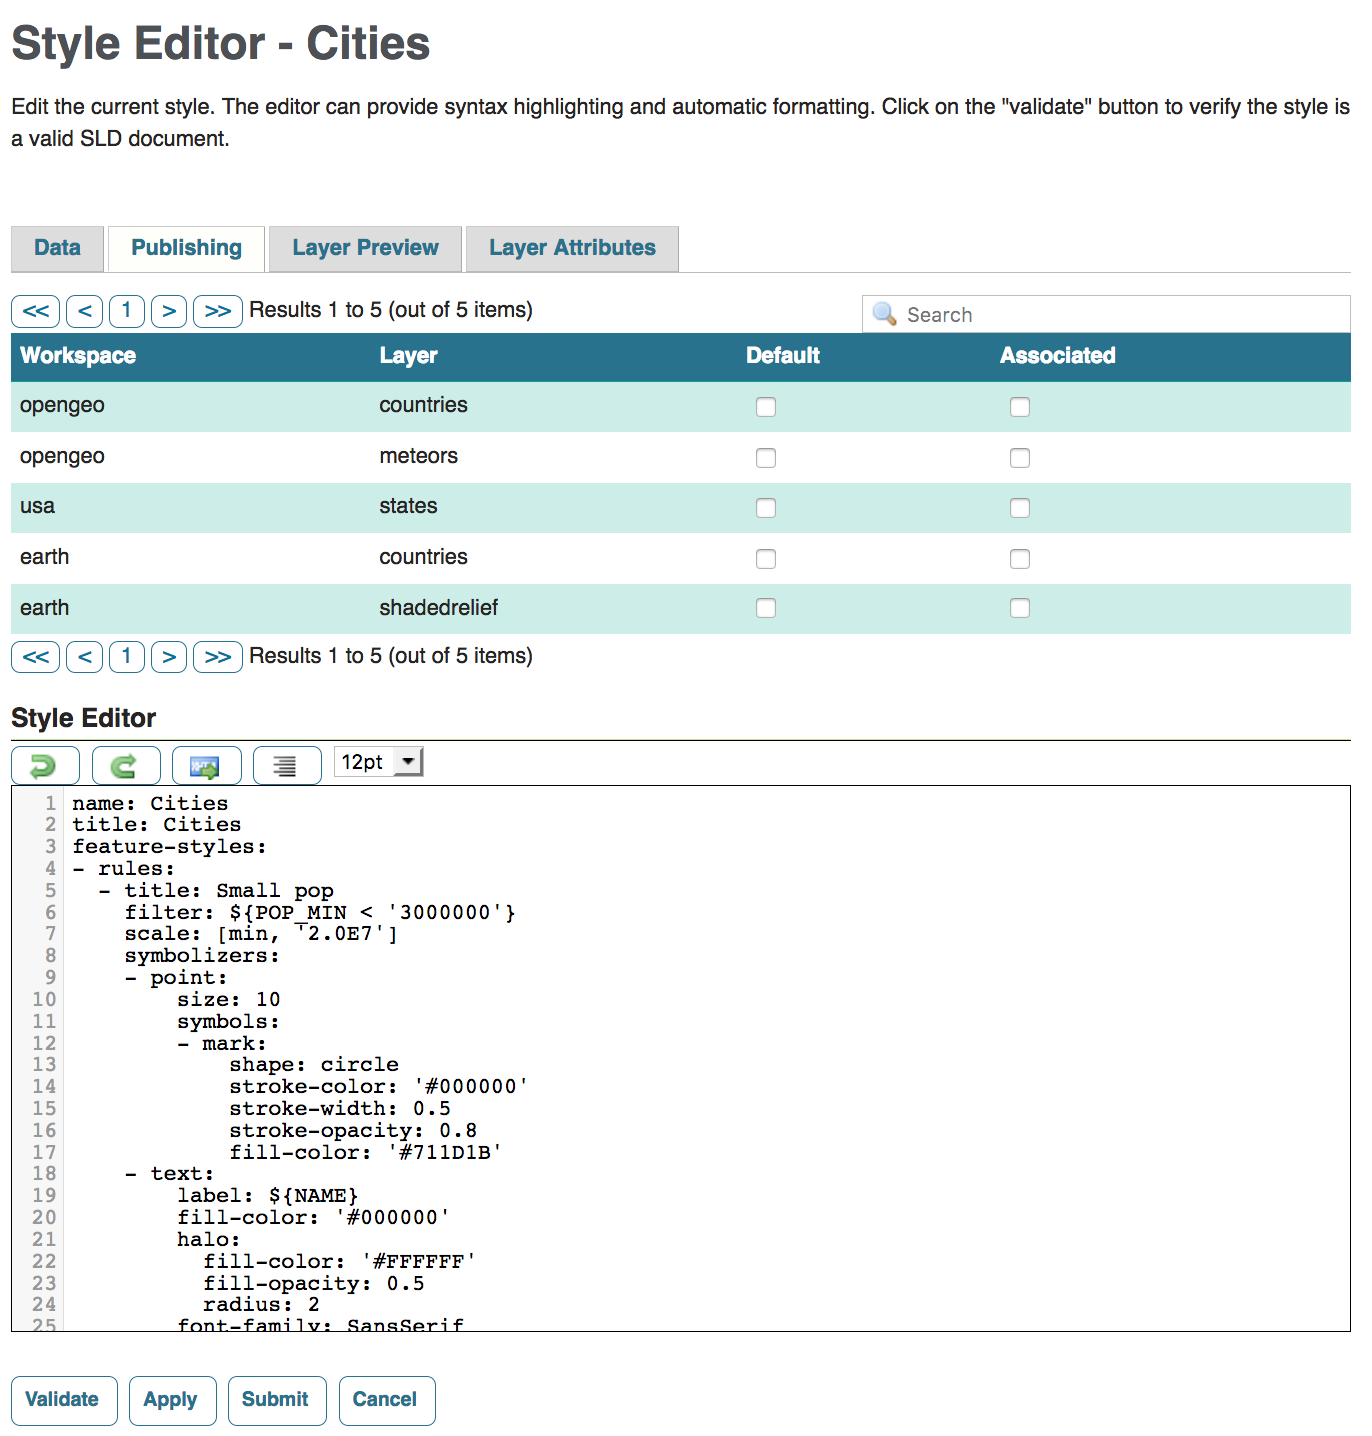 Style Editor - Cities
Edit the current style. The editor can provide syntax highlighting and automatic formatting. Click on the "validate" button to verify the style is
a valid SLD document.
Data Publishing Layer Preview Layer Attributes
<< < 1 > >> Results 1 to 5 (out of 5 items) Search
Workspace Layer Default Associated
opengeo countries
opengeo meteors
usa states
earth countries
earth shadedrelief
<< < 1 > >> Results 1 to 5 (out of 5 items)
Style Editor
12pt
1 name: Cities
2 title: Cities
3 feature-styles:
4 - rules:
5   - title: Small pop
6     filter: ${POP_MIN < '3000000'}
7     scale: [min, '2.0E7']
8     symbolizers:
9     - point:
10         size: 10
11         symbols:
12         - mark:
13             shape: circle
14             stroke-color: '#000000'
15             stroke-width: 0.5
16             stroke-opacity: 0.8
17             fill-color: '#711D1B'
18     - text:
19         label: ${NAME}
20         fill-color: '#000000'
21         halo:
22           fill-color: '#FFFFFF'
23           fill-opacity: 0.5
24           radius: 2
25         font-family: SansSerif
Validate Apply Submit Cancel